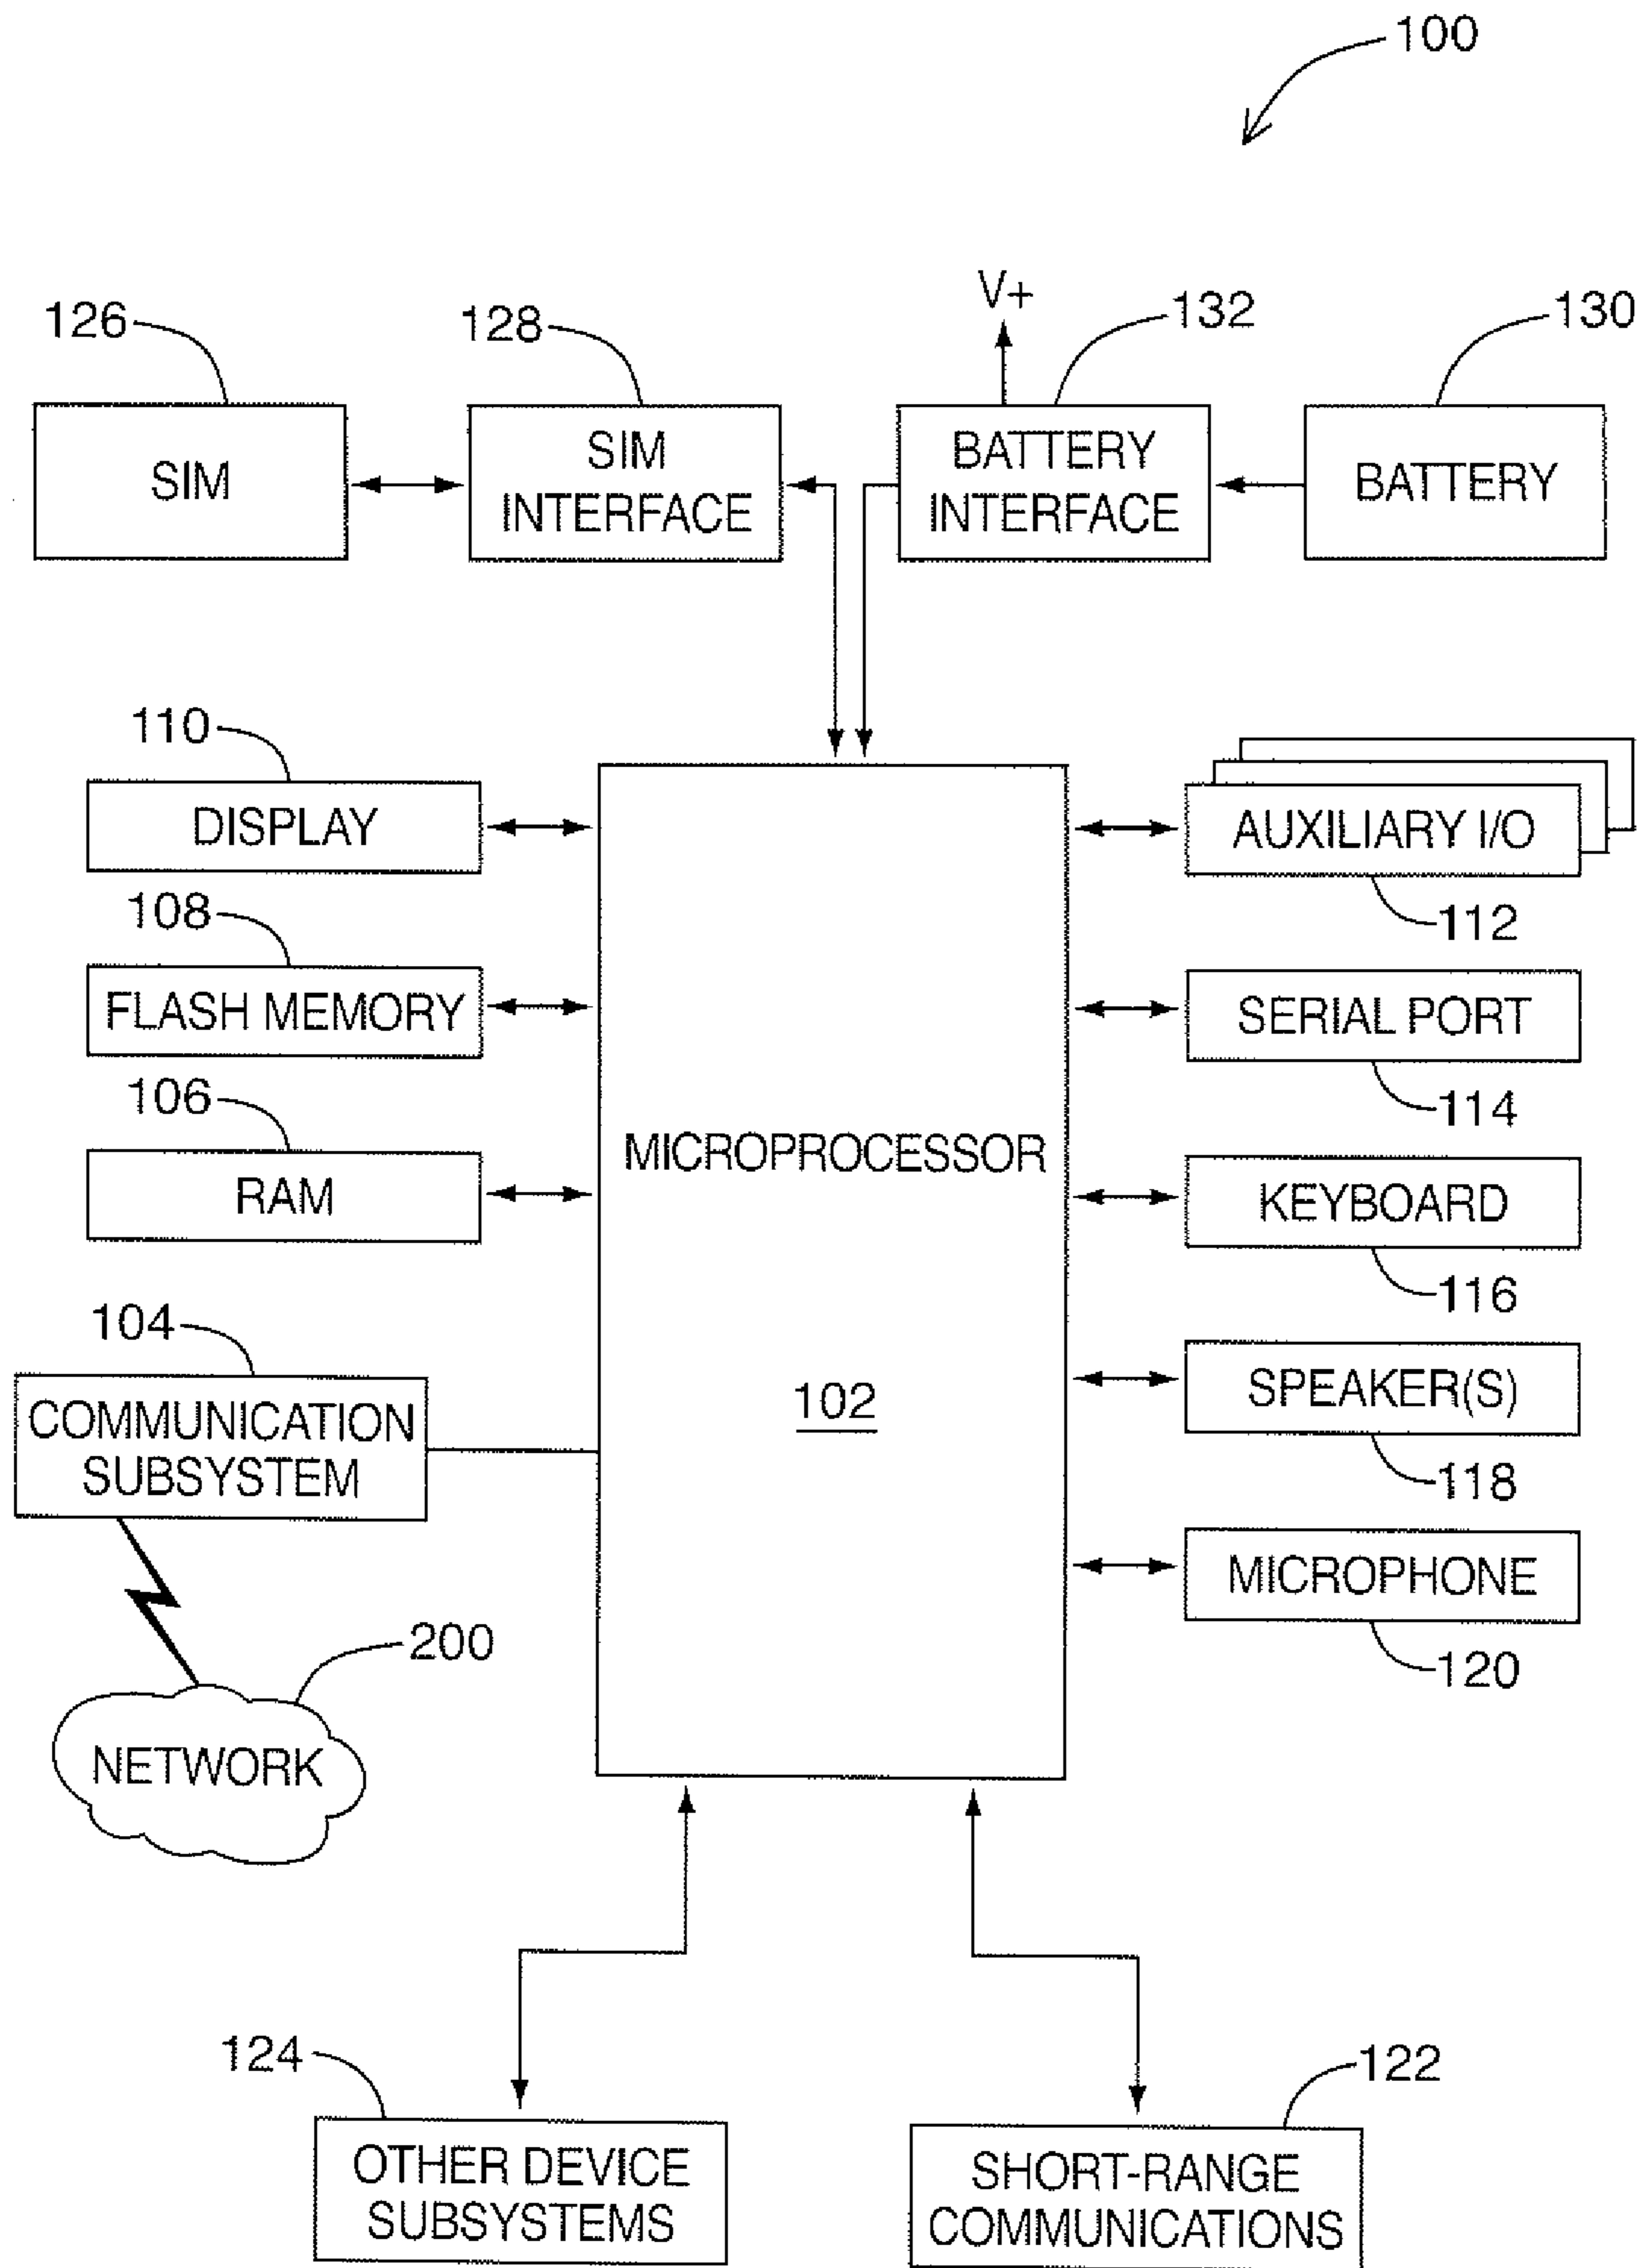 100
V+
126
128
132
130
SIM
SIM
INTERFACE
BATTERY
INTERFACE
BATTERY
110
DISPLAY
AUXILIARY I/O
112
108
FLASH MEMORY
SERIAL PORT
114
106
RAM
MICROPROCESSOR
KEYBOARD
116
104
COMMUNICATION
SUBSYSTEM
102
SPEAKER(S)
118
MICROPHONE
120
200
NETWORK
124
122
OTHER DEVICE
SUBSYSTEMS
SHORT-RANGE
COMMUNICATIONS